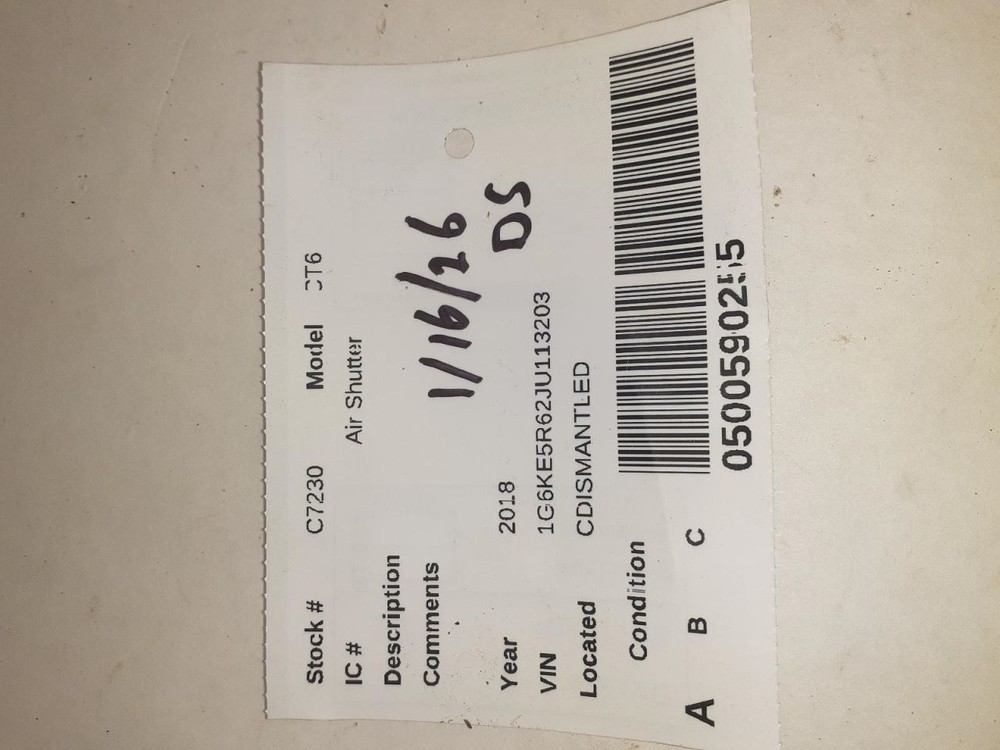 Stock # C7230 Model CT6
IC # Air Shutter
Description
Comments
1/16/26
DS
Year 2018
VIN 1G6KE5R62JU113203
Located CDISMANTLED
Condition
A B C